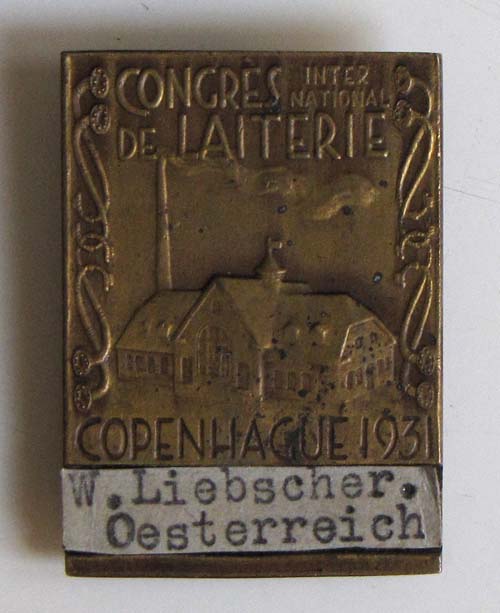 CONGRÈS INTER
NATIONAL
DE LAITERIE
COPENHAGUE 1931
W. Liebscher.
Oesterreich